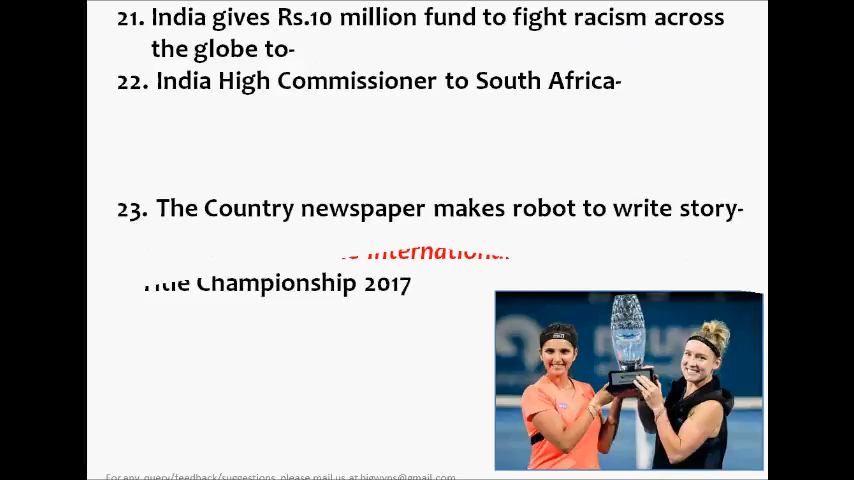 21. India gives Rs.10 million fund to fight racism across
the globe to-
22. India High Commissioner to South Africa-
23. The Country newspaper makes robot to write story-
International
Title Championship 2017
For any query/feedback/suggestions, please mail us at